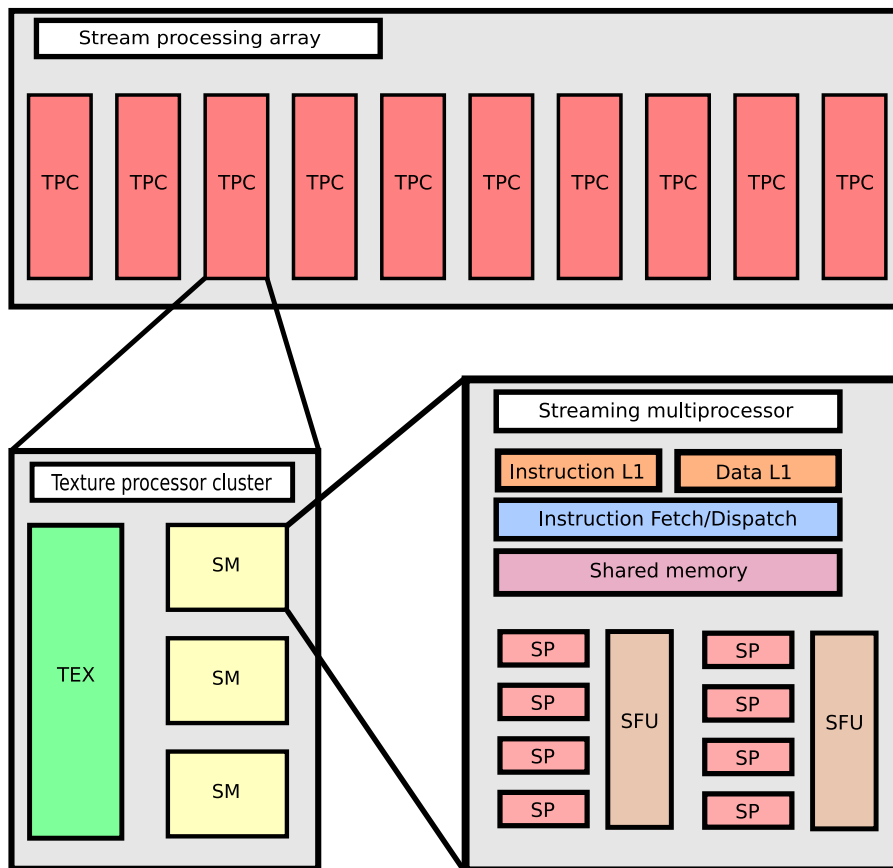 Stream processing array
TPC TPC TPC TPC TPC TPC TPC TPC TPC TPC
Texture processor cluster
TEX
SM
SM
SM
Streaming multiprocessor
Instruction L1 Data L1
Instruction Fetch/Dispatch
Shared memory
SP SP
SP SP
SFU SFU
SP SP
SP SP